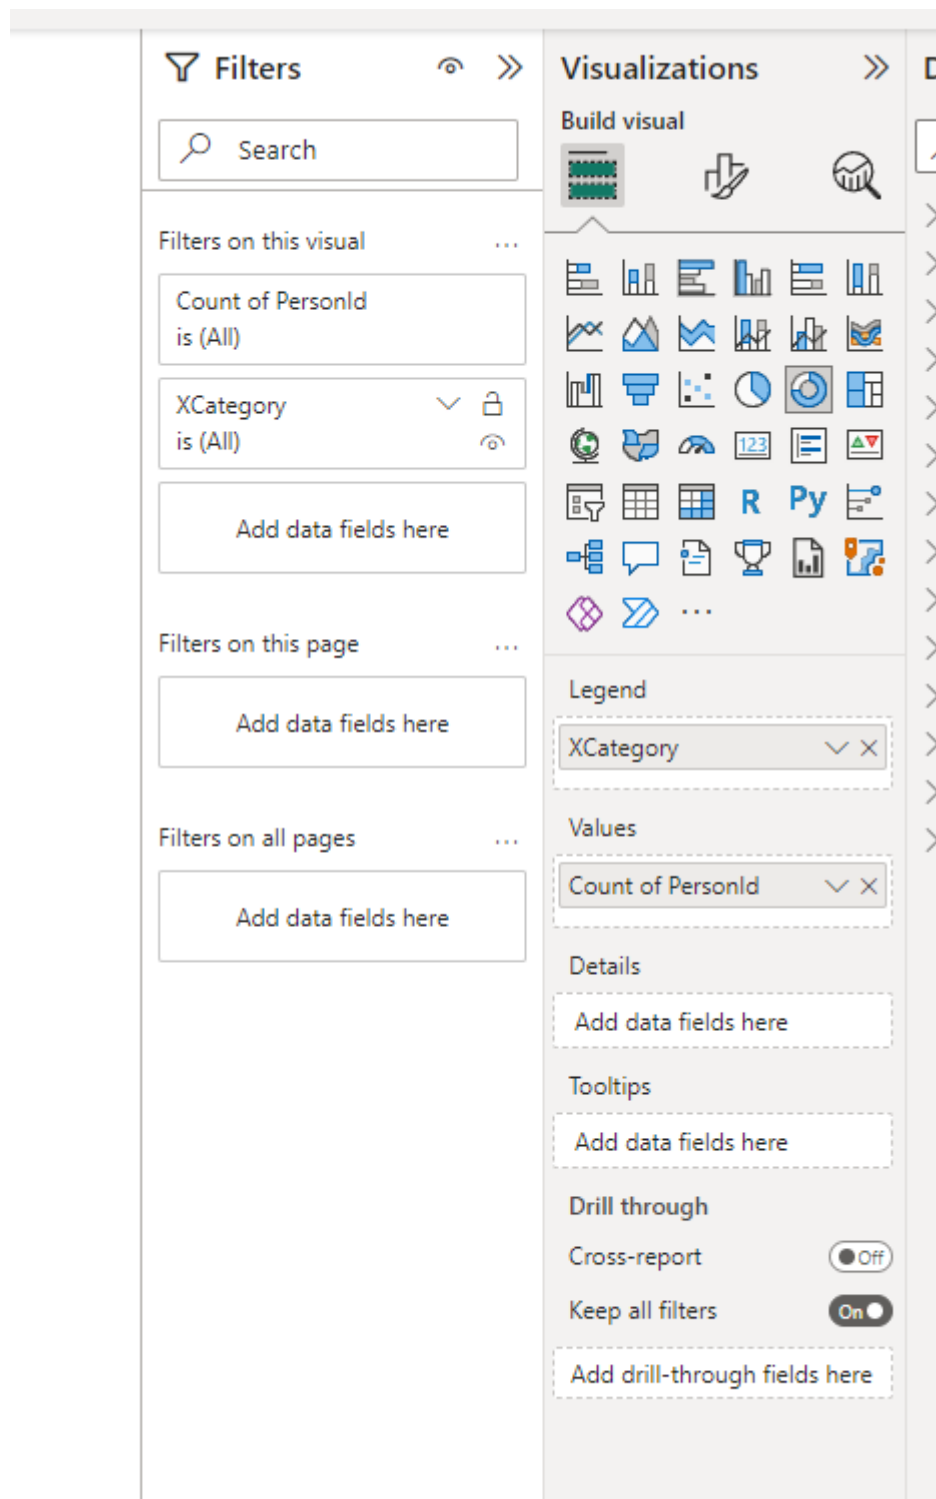 Filters
Search
Filters on this visual
Count of PersonId
is (All)
XCategory
is (All)
Add data fields here
Filters on this page
Add data fields here
Filters on all pages
Add data fields here
Visualizations
Build visual
123
R
Py
Legend
XCategory
Values
Count of PersonId
Details
Add data fields here
Tooltips
Add data fields here
Drill through
Cross-report
Off
Keep all filters
On
Add drill-through fields here